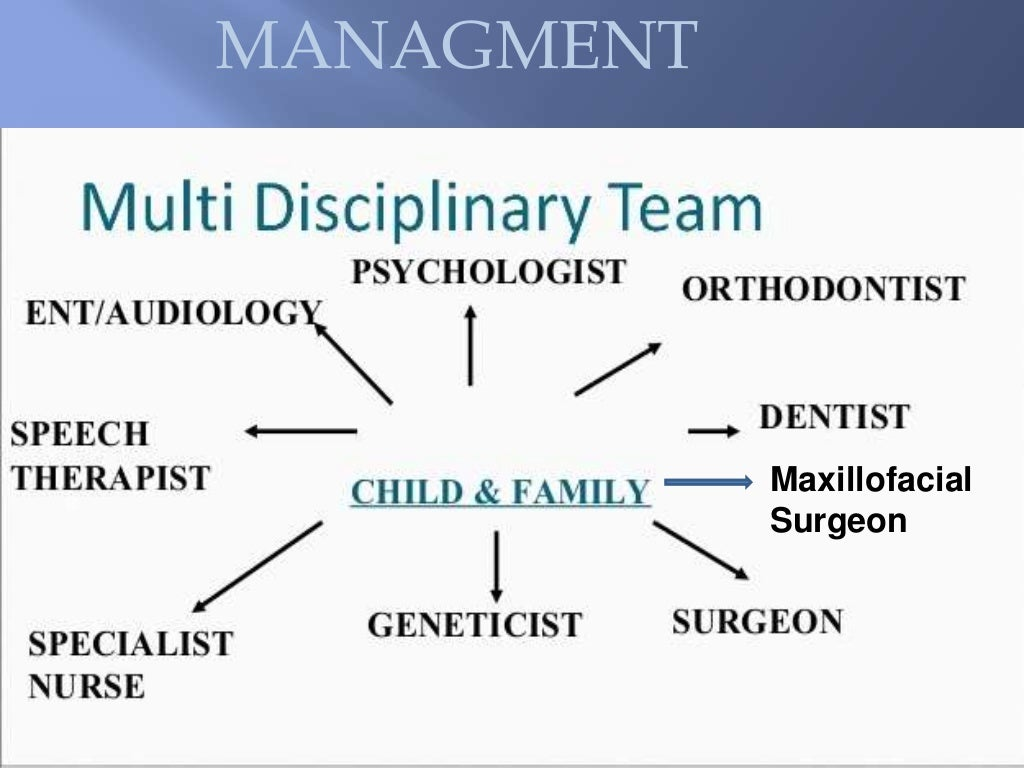 MANAGMENT
Multi Disciplinary Team
PSYCHOLOGIST
ORTHODONTIST
ENT/AUDIOLOGY
DENTIST
SPEECH
THERAPIST
CHILD & FAMILY
Maxillofacial
Surgeon
GENETICIST
SURGEON
SPECIALIST
NURSE